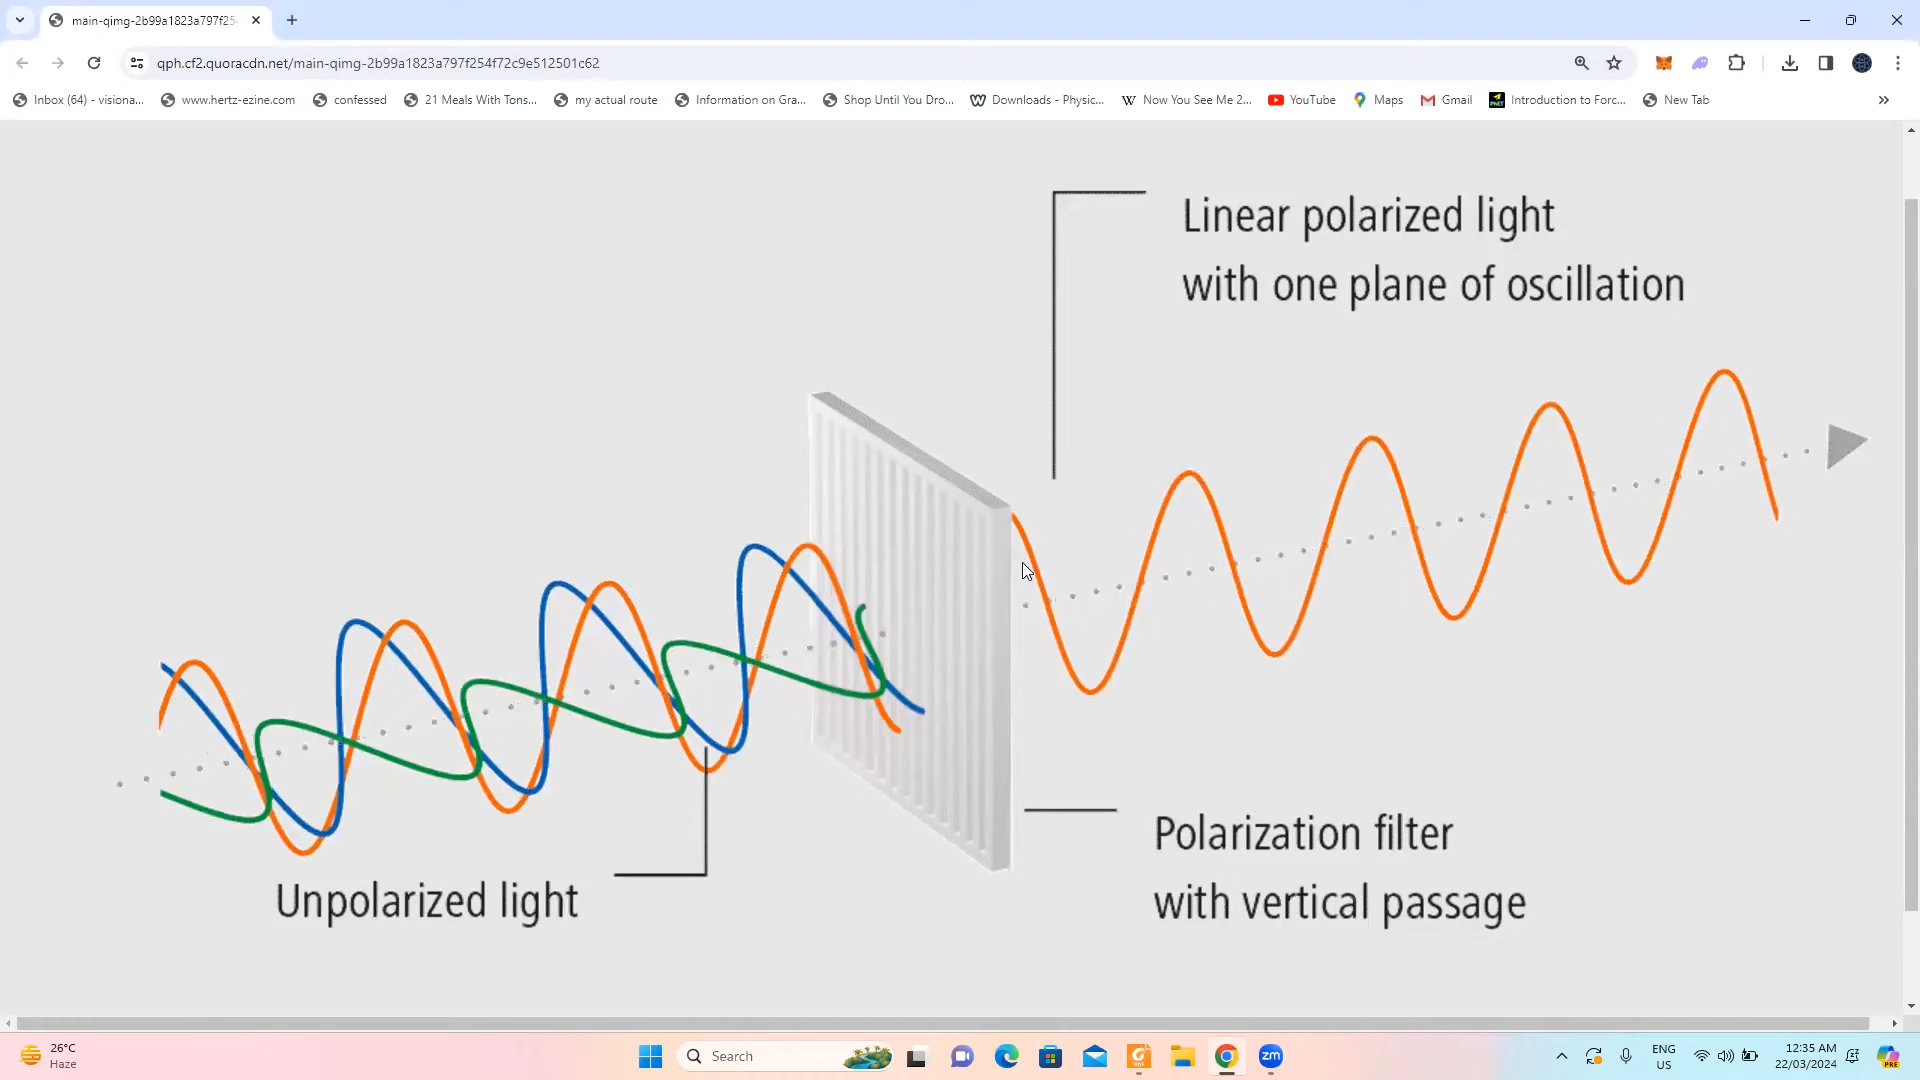 main-qimg-2b99a1823a797f25
qph.cf2.quoracdn.net/main-qimg-2b99a1823a797f254f72c9e512501c62
Inbox (64) - visiona... www.hertz-ezine.com confessed 21 Meals With Tons... my actual route Information on Gra... Shop Until You Dro... Downloads - Physic... Now You See Me 2... YouTube Maps Gmail Introduction to Forc... New Tab
Linear polarized light
with one plane of oscillation
Polarization filter
with vertical passage
Unpolarized light
26°C
Haze
Search
zm
ENG
US
12:35 AM
22/03/2024
PRE